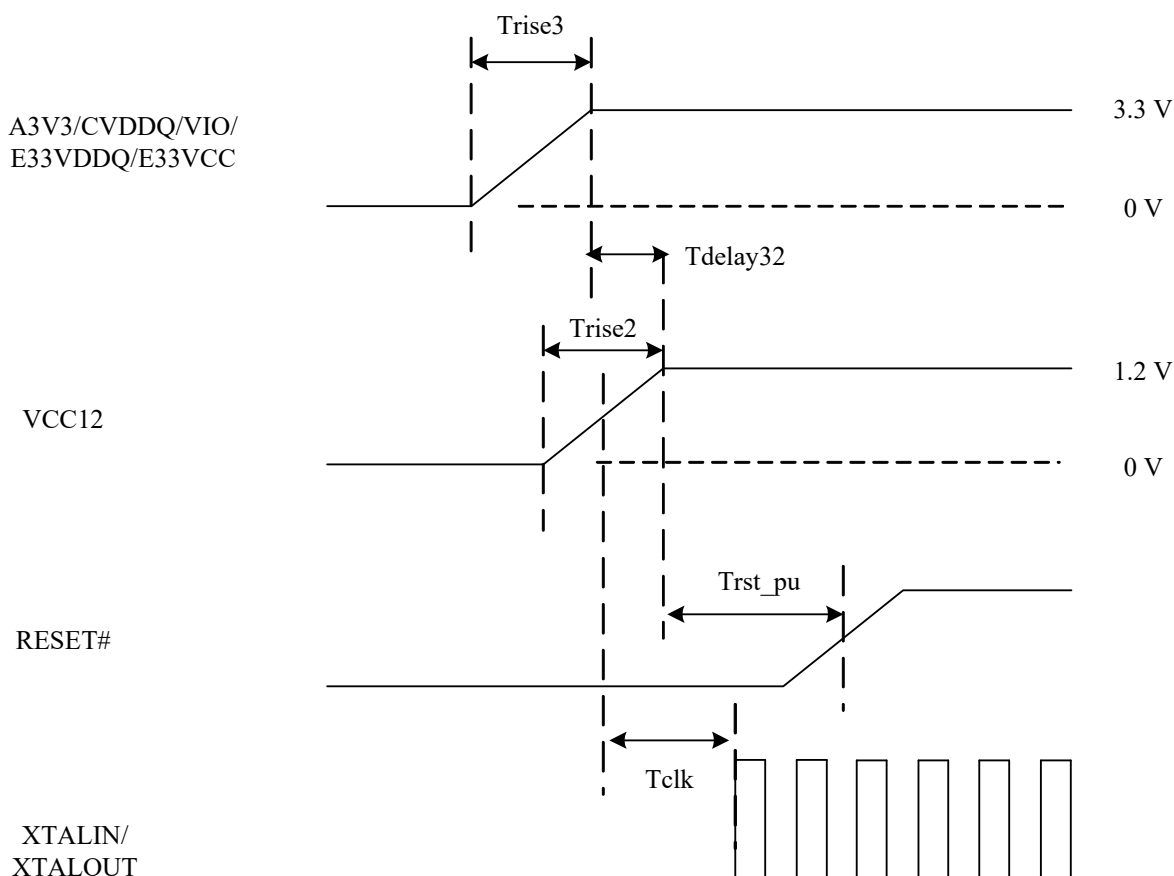 Trise3
A3V3/CVDDQ/VIO/
E33VDDQ/E33VCC
3.3 V
0 V
Tdelay32
Trise2
VCC12
1.2 V
0 V
Trst_pu
RESET#
Tclk
XTALIN/
XTALOUT